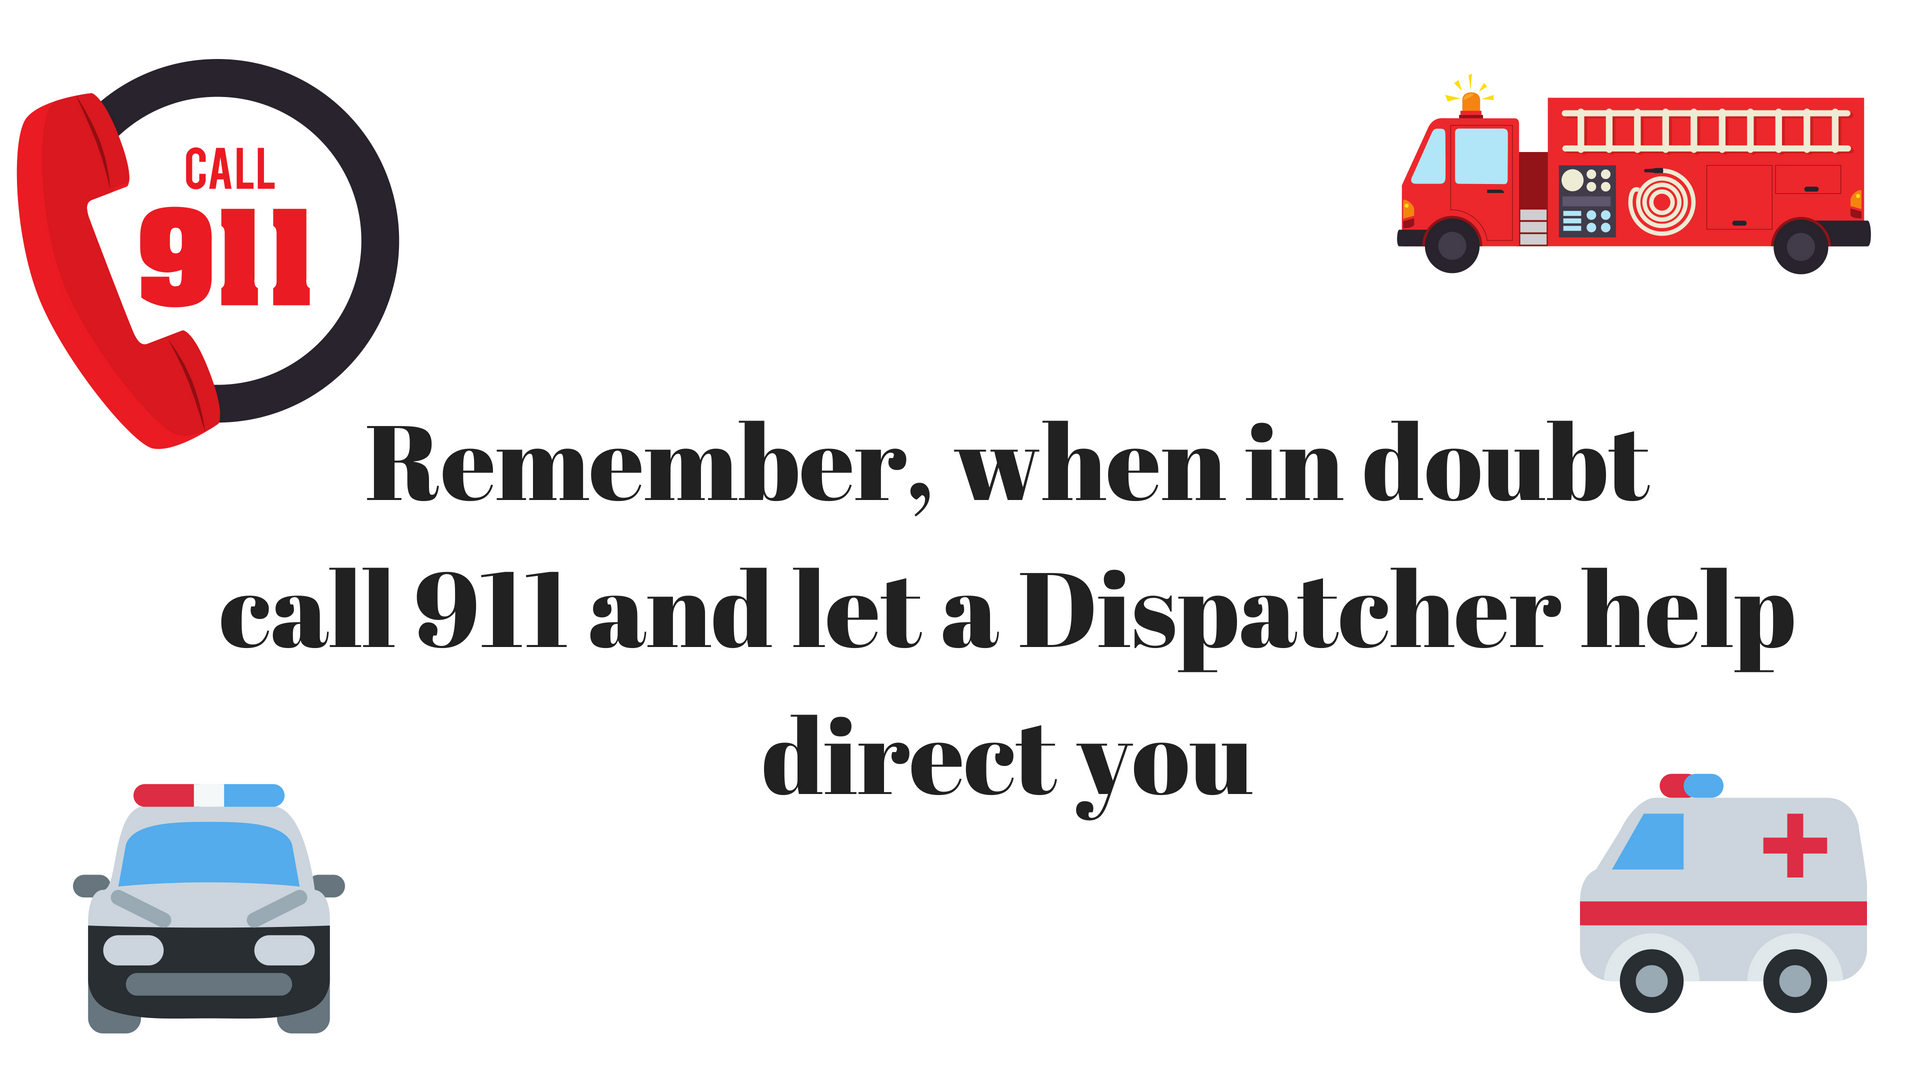 CALL
911
Remember, when in doubt
call 911 and let a Dispatcher help
direct you